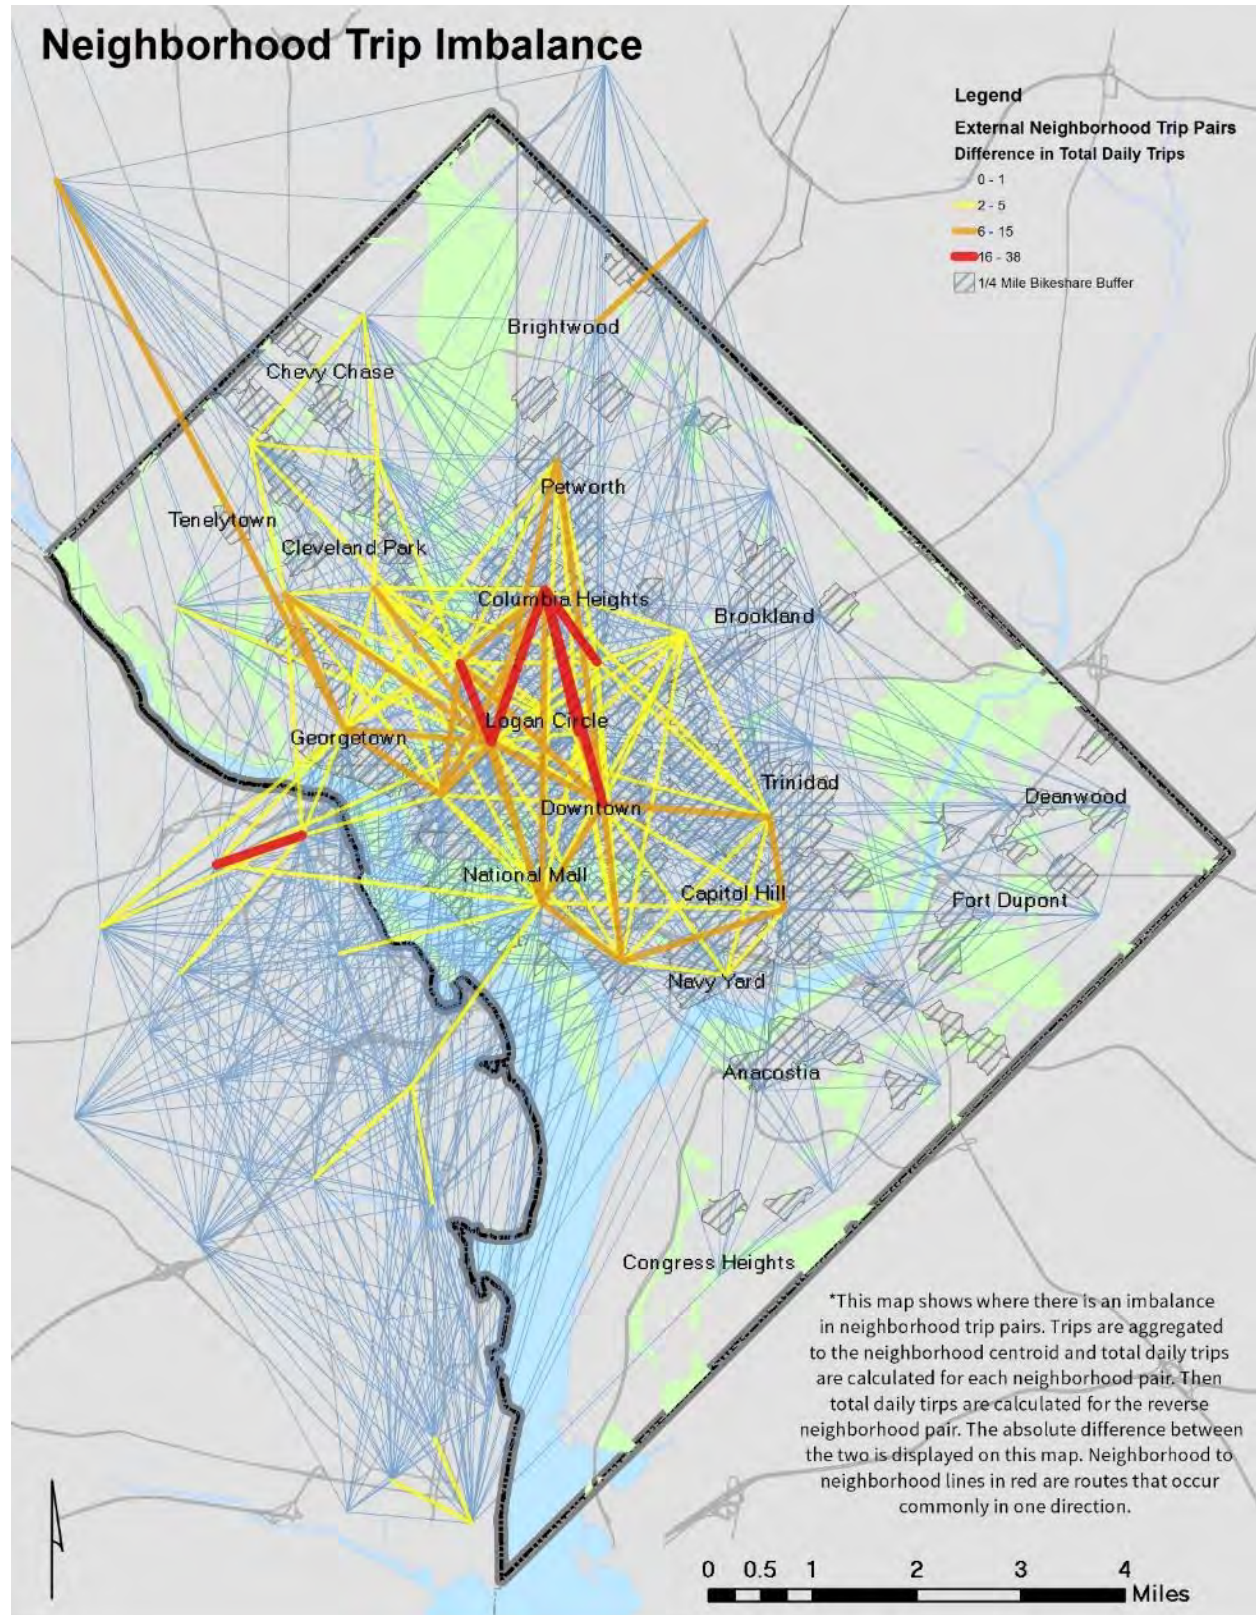 Neighborhood Trip Imbalance
Legend
External Neighborhood Trip Pairs
Difference in Total Daily Trips
0 - 1
2 - 5
6 - 15
16 - 38
1/4 Mile Bikeshare Buffer
Brightwood
Chevy Chase
Petworth
Tenelytown
Cleveland Park
Columbia Heights
Brookland
Logan Circle
Georgetown
Trinidad
Downtown
Deanwood
National Mall
Capitol Hill
Fort Dupont
Navy Yard
Anacostia
Congress Heights
*This map shows where there is an imbalance
in neighborhood trip pairs. Trips are aggregated
to the neighborhood centroid and total daily trips
are calculated for each neighborhood pair. Then
total daily tirps are calculated for the reverse
neighborhood pair. The absolute difference between
the two is displayed on this map. Neighborhood to
neighborhood lines in red are routes that occur
commonly in one direction.
0 0.5 1 2 3 4
Miles